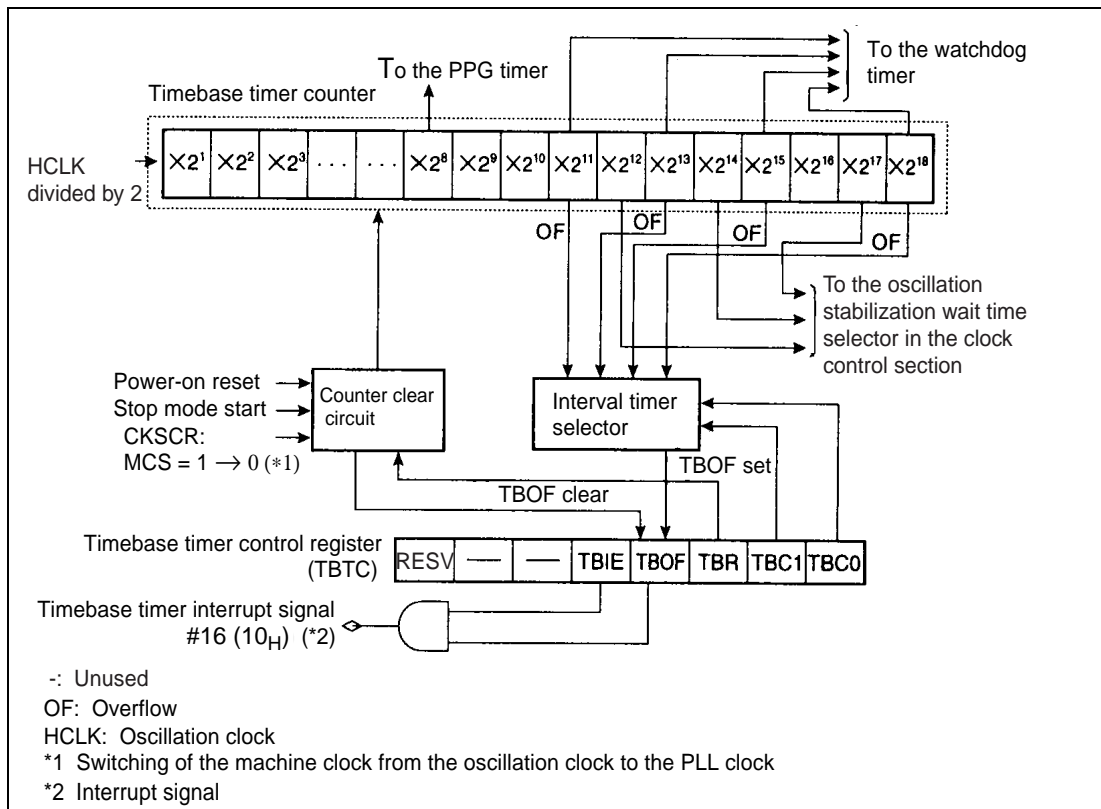 To the watchdog
timer
To the PPG timer
Timebase timer counter
HCLK
divided by 2
×2¹ ×2² ×2³ ... ... ×2⁸ ×2⁹ ×2¹⁰ ×2¹¹ ×2¹² ×2¹³ ×2¹⁴ ×2¹⁵ ×2¹⁶ ×2¹⁷ ×2¹⁸
OF OF OF OF
To the oscillation
stabilization wait time
selector in the clock
control section
Power-on reset
Stop mode start
CKSCR:
MCS = 1 → 0 (*1)
Counter clear
circuit
Interval timer
selector
TBOF set
TBOF clear
Timebase timer control register
(TBTC)
RESV — — TBIE TBOF TBR TBC1 TBC0
Timebase timer interrupt signal
#16 (10H) (*2)
-: Unused
OF: Overflow
HCLK: Oscillation clock
*1 Switching of the machine clock from the oscillation clock to the PLL clock
*2 Interrupt signal